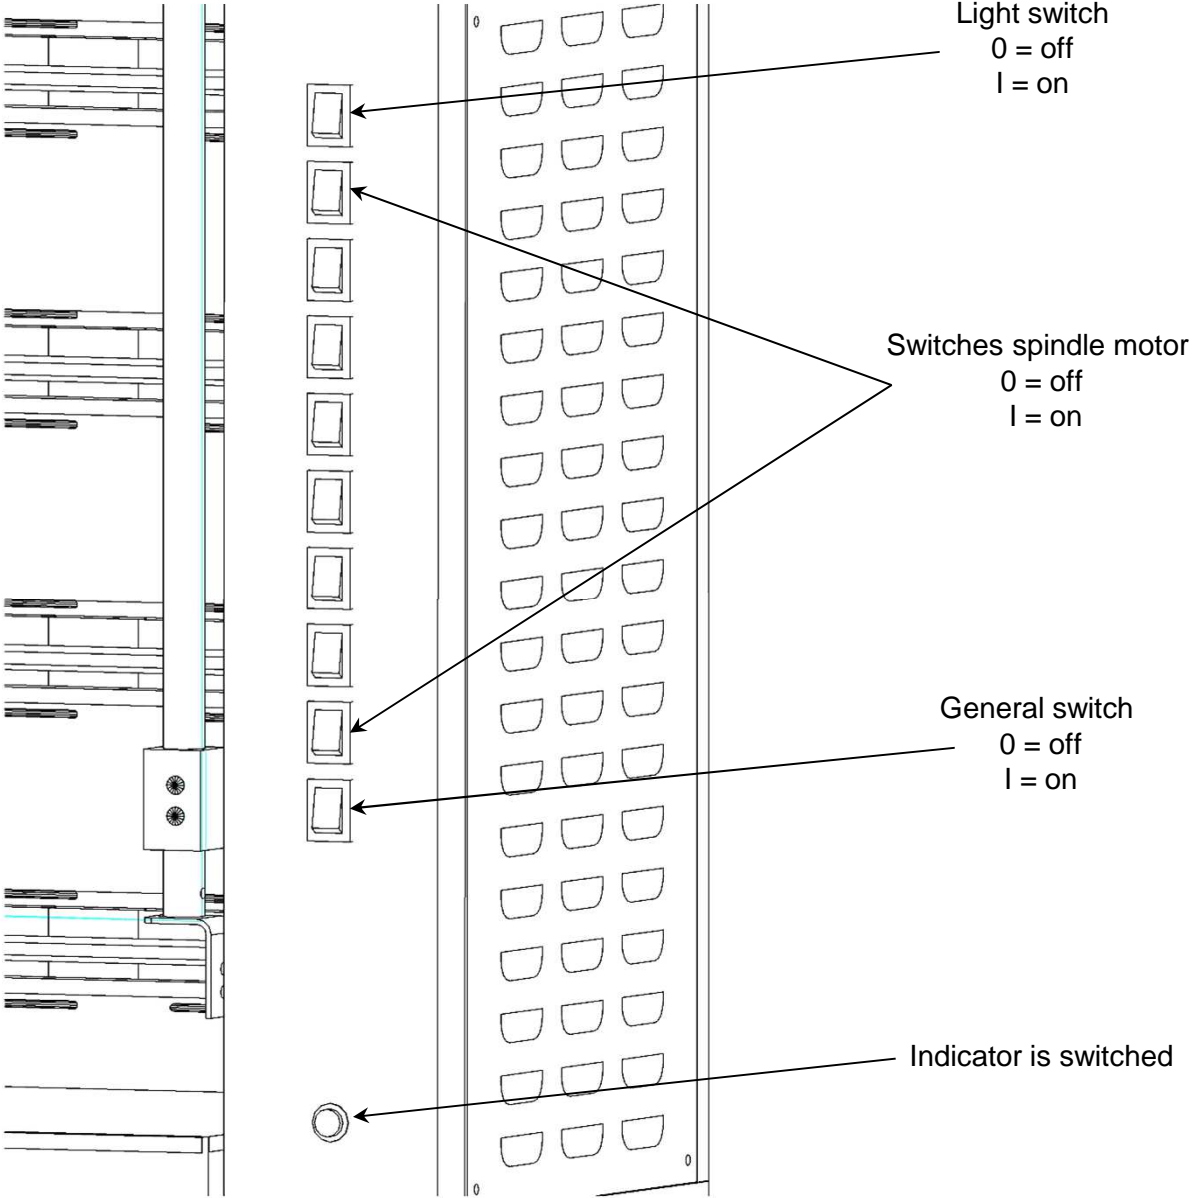 Light switch
0 = off
I = on
Switches spindle motor
0 = off
I = on
General switch
0 = off
I = on
Indicator is switched